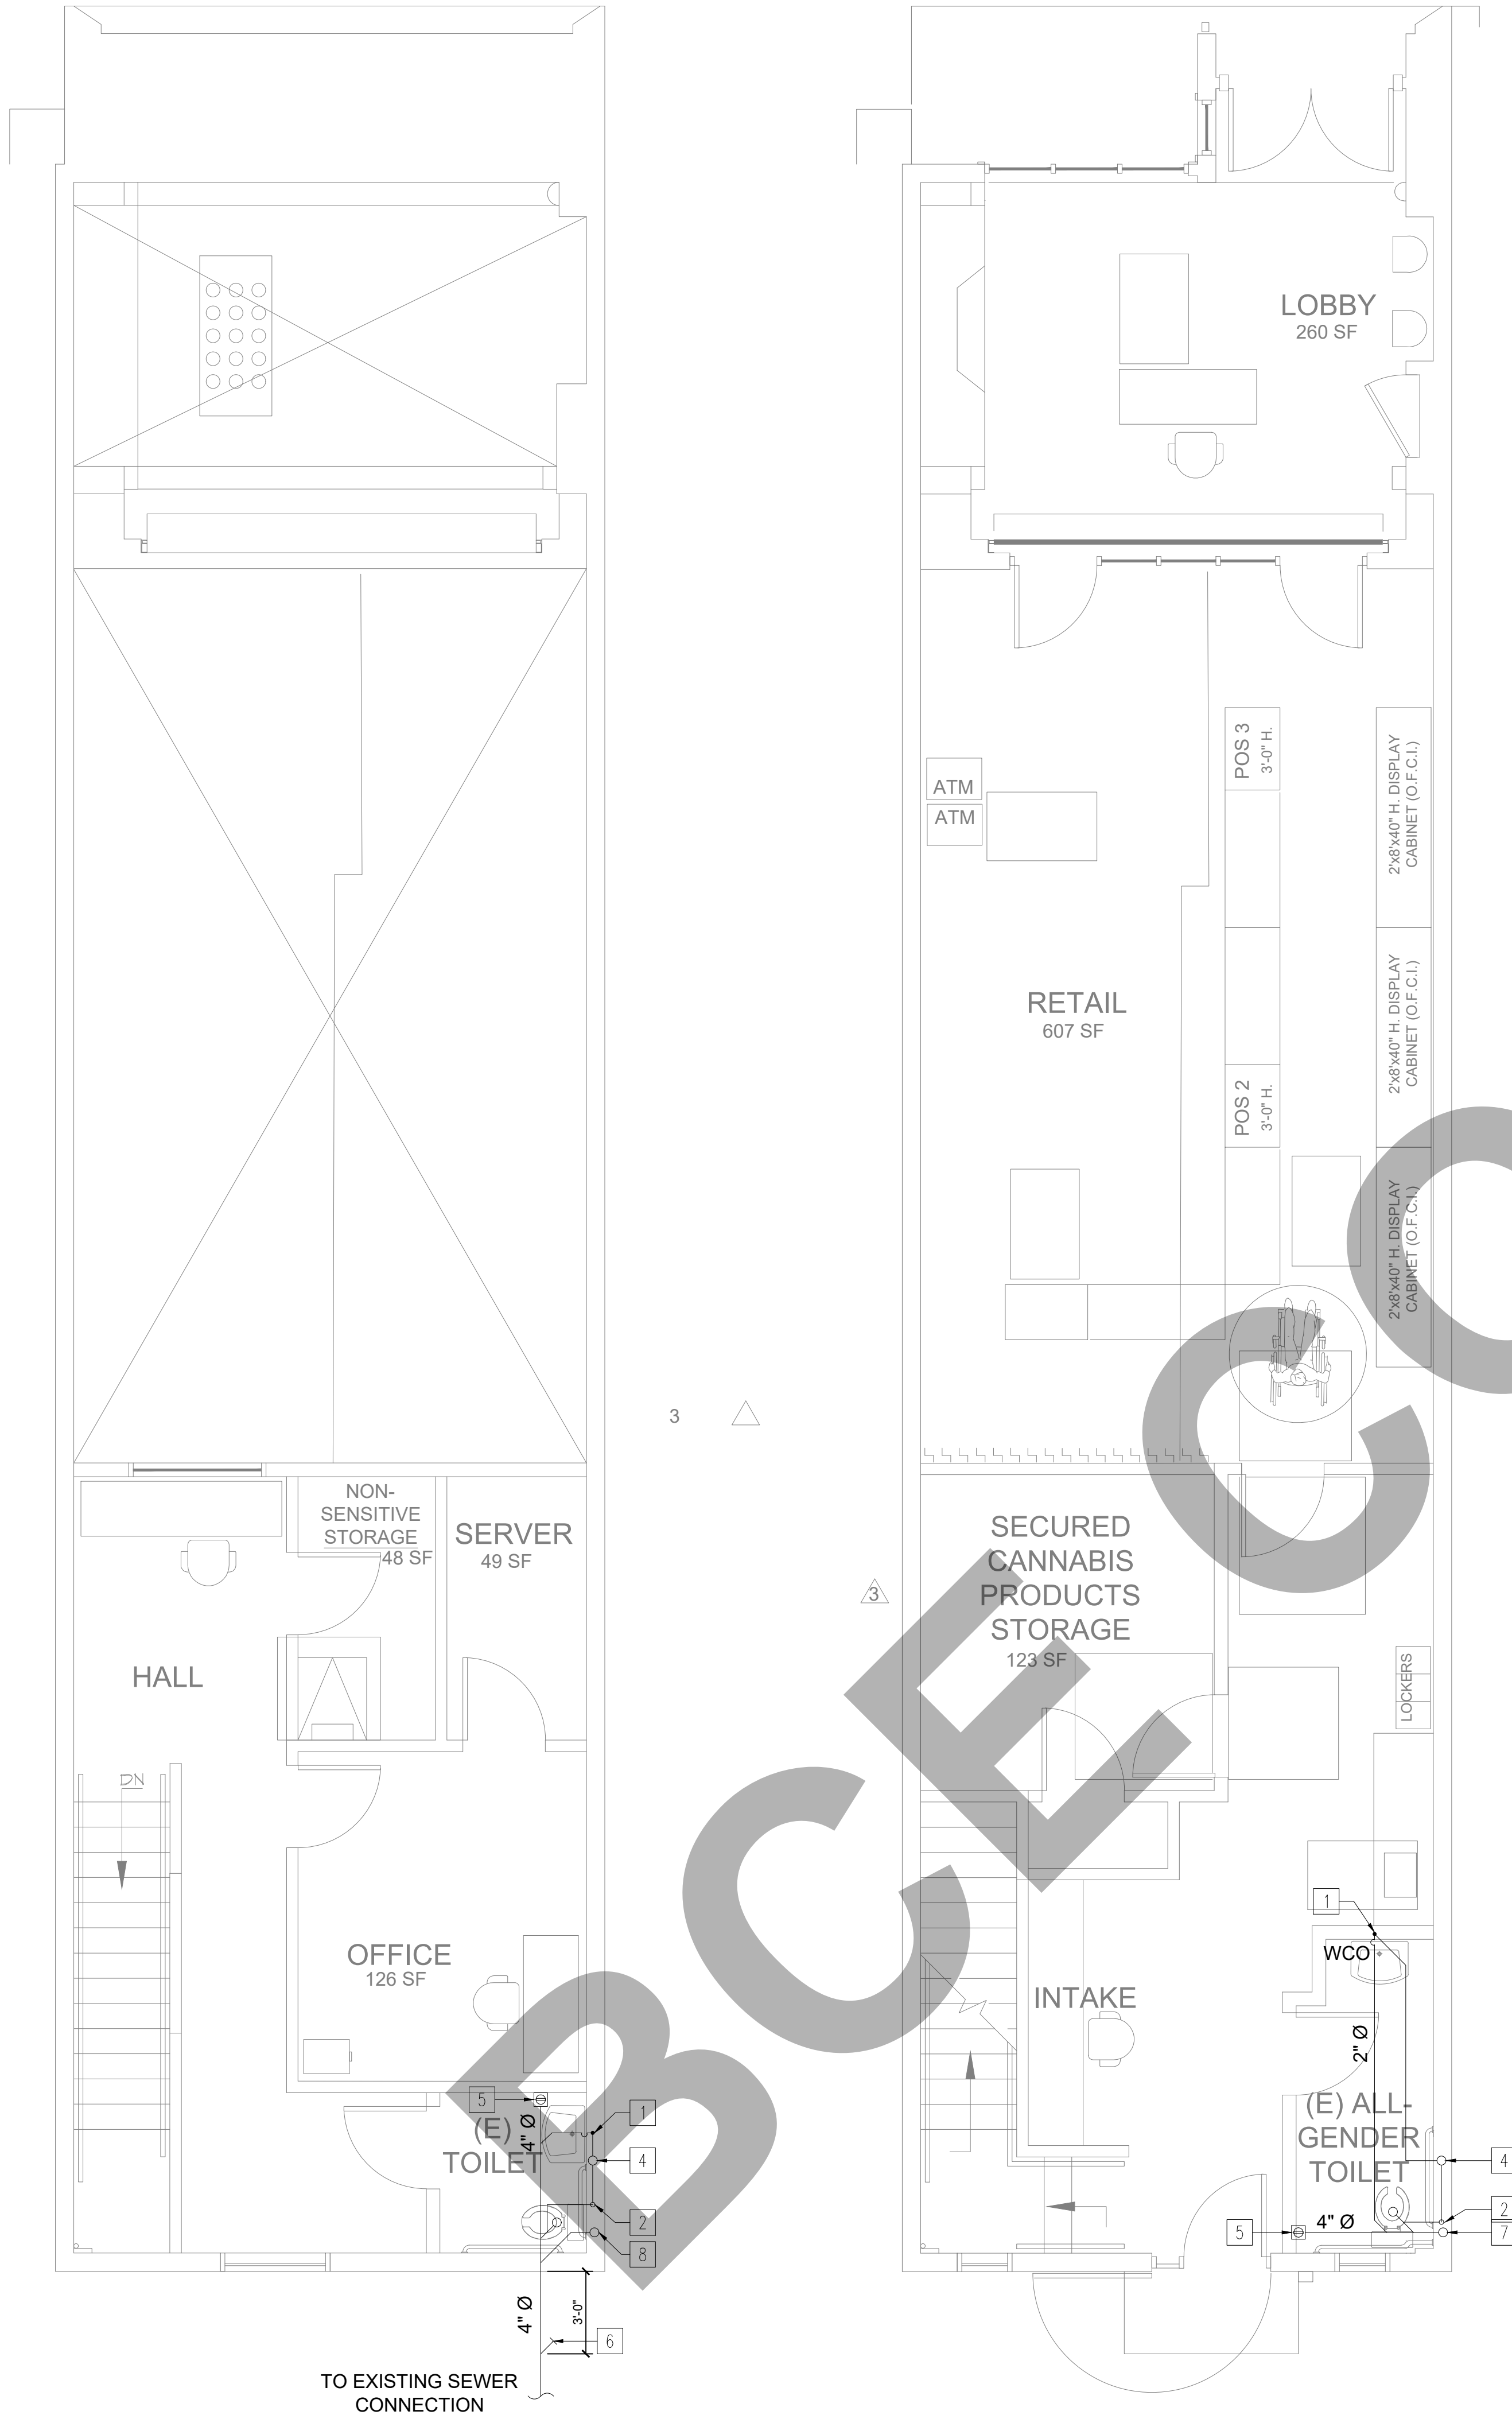 LOBBY
260 SF
POS 3
3'-0" H.
2'x8'x40" H. DISPLAY
CABINET (O.F.C.I.)
ATM
ATM
2'x8'x40" H. DISPLAY
CABINET (O.F.C.I.)
RETAIL
607 SF
POS 2
3'-0" H.
2'x8'x40" H. DISPLAY
CABINET (O.F.C.I.)
3
NON-
SENSITIVE
STORAGE
48 SF
SERVER
49 SF
SECURED
CANNABIS
PRODUCTS
STORAGE
123 SF
3
HALL
LOCKERS
DN
OFFICE
126 SF
1
WCO
INTAKE
2" Ø
5
4" Ø
1
(E)
TOILET
4
2
8
(E) ALL-
GENDER
TOILET
4
2
7
5
4" Ø
4" Ø
3'-0"
6
TO EXISTING SEWER
CONNECTION
B C E C O